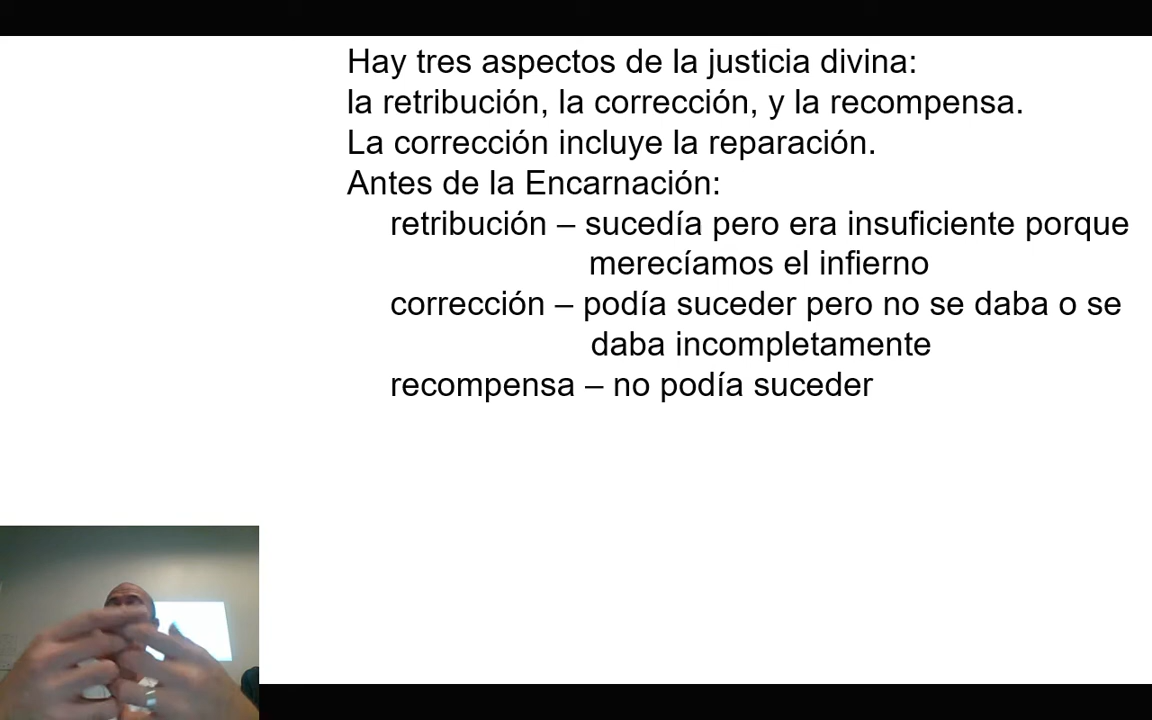 Hay tres aspectos de la justicia divina:
la retribución, la corrección, y la recompensa.
La corrección incluye la reparación.
Antes de la Encarnación:
retribución – sucedía pero era insuficiente porque
merecíamos el infierno
corrección – podía suceder pero no se daba o se
daba incompletamente
recompensa – no podía suceder